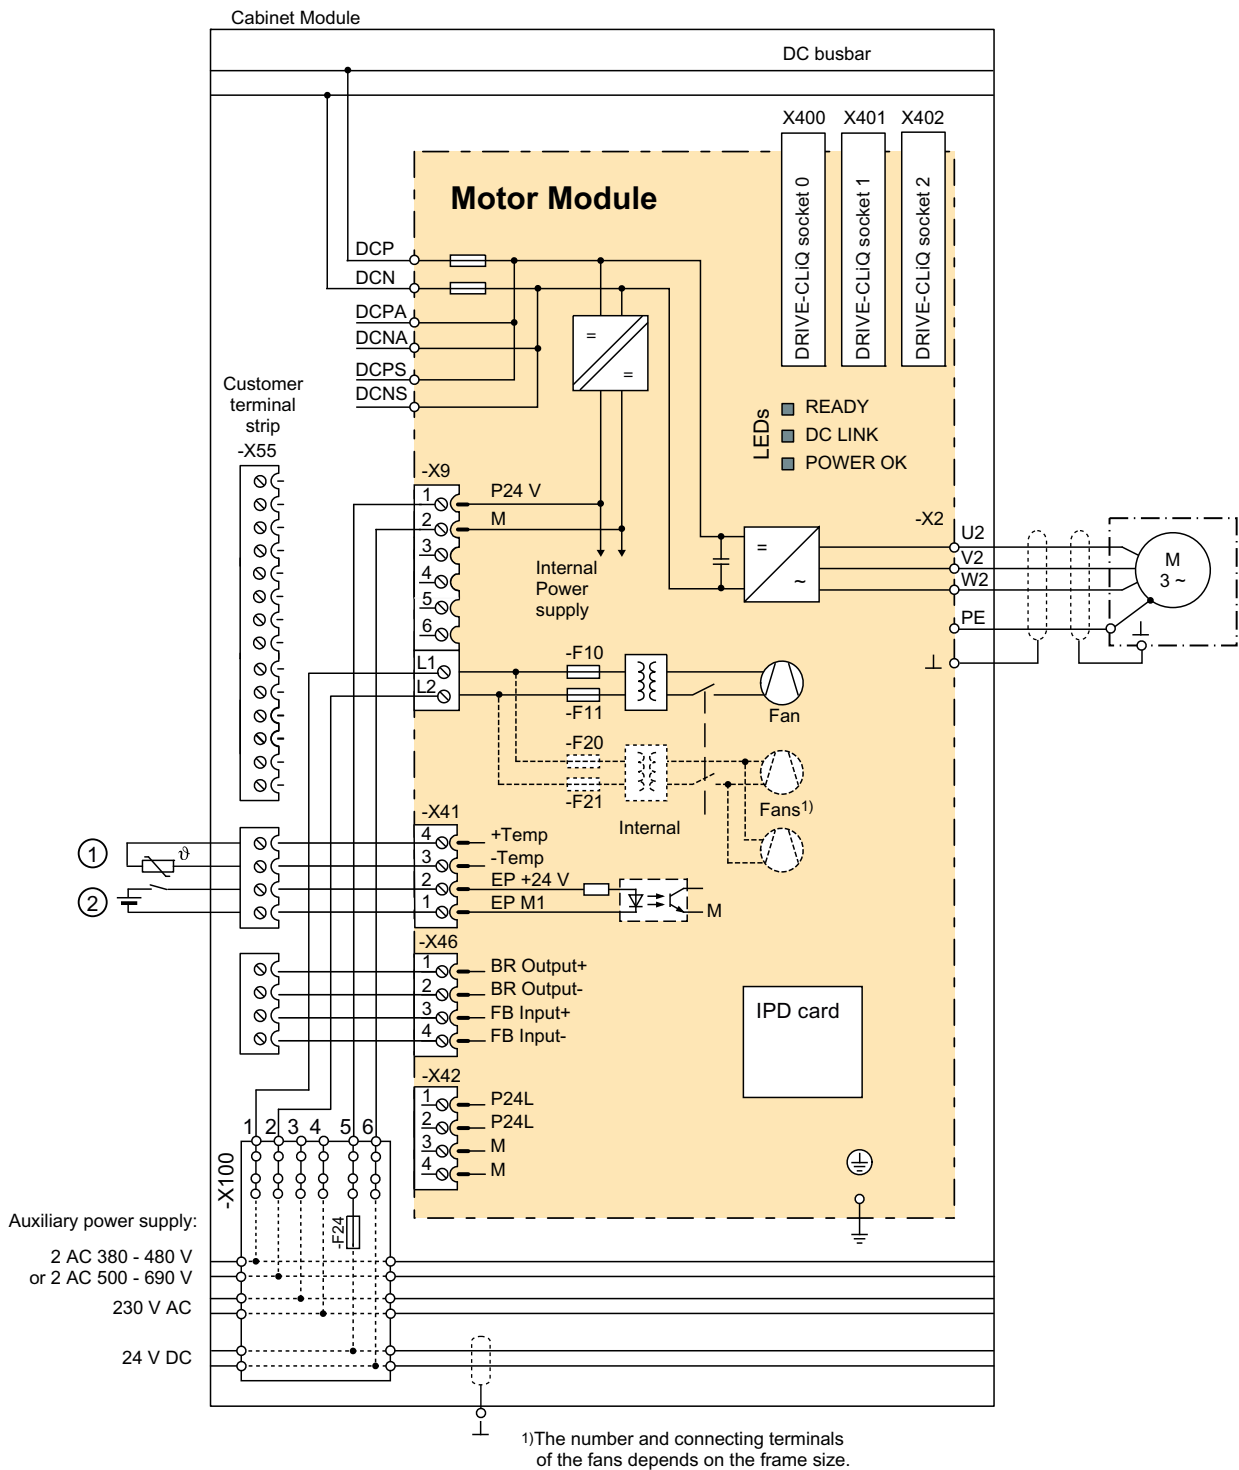 Cabinet Module
DC busbar
X400 X401 X402
DRIVE-CLiQ socket 0
DRIVE-CLiQ socket 1
DRIVE-CLiQ socket 2
Motor Module
DCP
DCN
DCPA
DCNA
DCPS
DCNS
=
=
LEDs
READY
DC LINK
POWER OK
Customer
terminal
strip
-X55
-X9
1 P24 V
2 M
3
4
5
6
Internal
Power
supply
=
~
-X2
U2
V2
W2
PE
M
3 ~
L1
L2
-F10
-F11
Fan
-F20
-F21
Fans1)
Internal
-X41
4 +Temp
3 -Temp
2 EP +24 V
1 EP M1
M
1
ϑ
2
-X46
1 BR Output+
2 BR Output-
3 FB Input+
4 FB Input-
IPD card
-X42
1 P24L
2 P24L
3 M
4 M
1 2 3 4 5 6
-X100
-F24
Auxiliary power supply:
2 AC 380 - 480 V
or 2 AC 500 - 690 V
230 V AC
24 V DC
1)The number and connecting terminals
of the fans depends on the frame size.